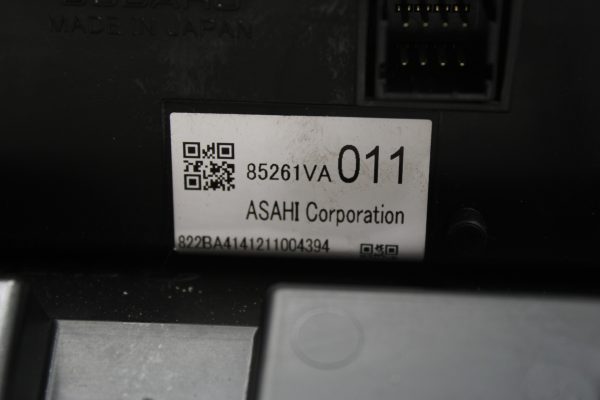 MADE IN JAPAN
85261VA 011
ASAHI Corporation
822BA4141211004394